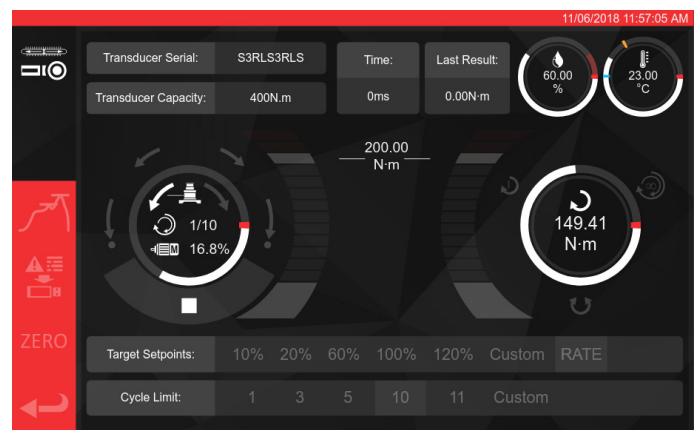 11/06/2018 11:57:05 AM
Transducer Serial: S3RLS3RLS
Time: Last Result:
60.00
%
23.00
°C
Transducer Capacity: 400N.m
0ms 0.00N·m
200.00
N·m
1/10
M 16.8%
149.41
N·m
ZERO
Target Setpoints: 10% 20% 60% 100% 120% Custom RATE
Cycle Limit: 1 3 5 10 11 Custom